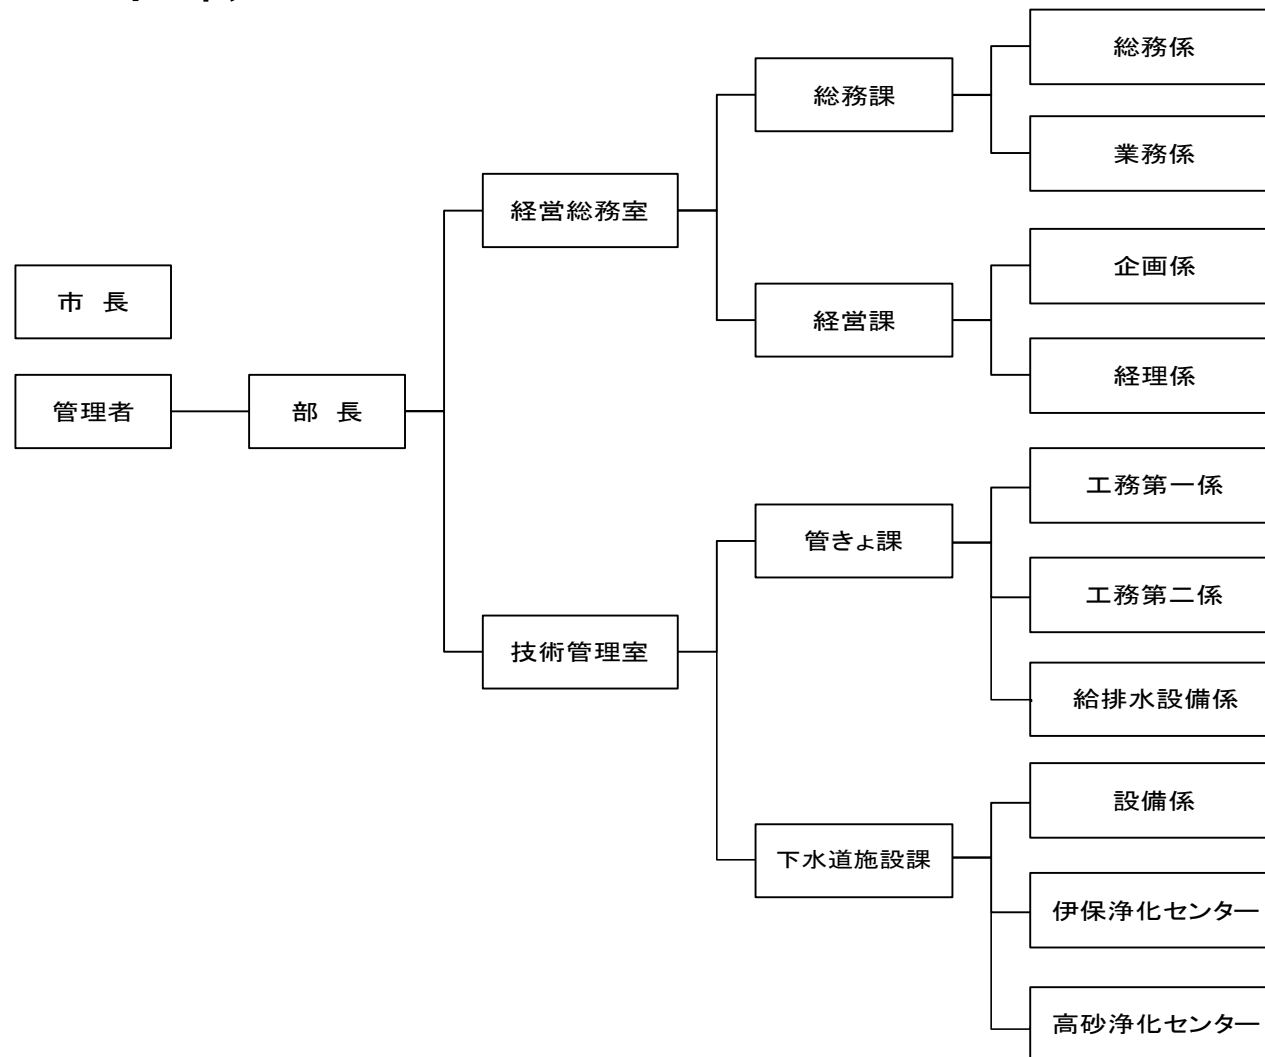 総務係
総務課
業務係
経営総務室
企画係
市 長
経営課
経理係
管理者
部 長
工務第一係
管きょ課
工務第二係
技術管理室
給排水設備係
設備係
下水道施設課
伊保浄化センター
高砂浄化センター